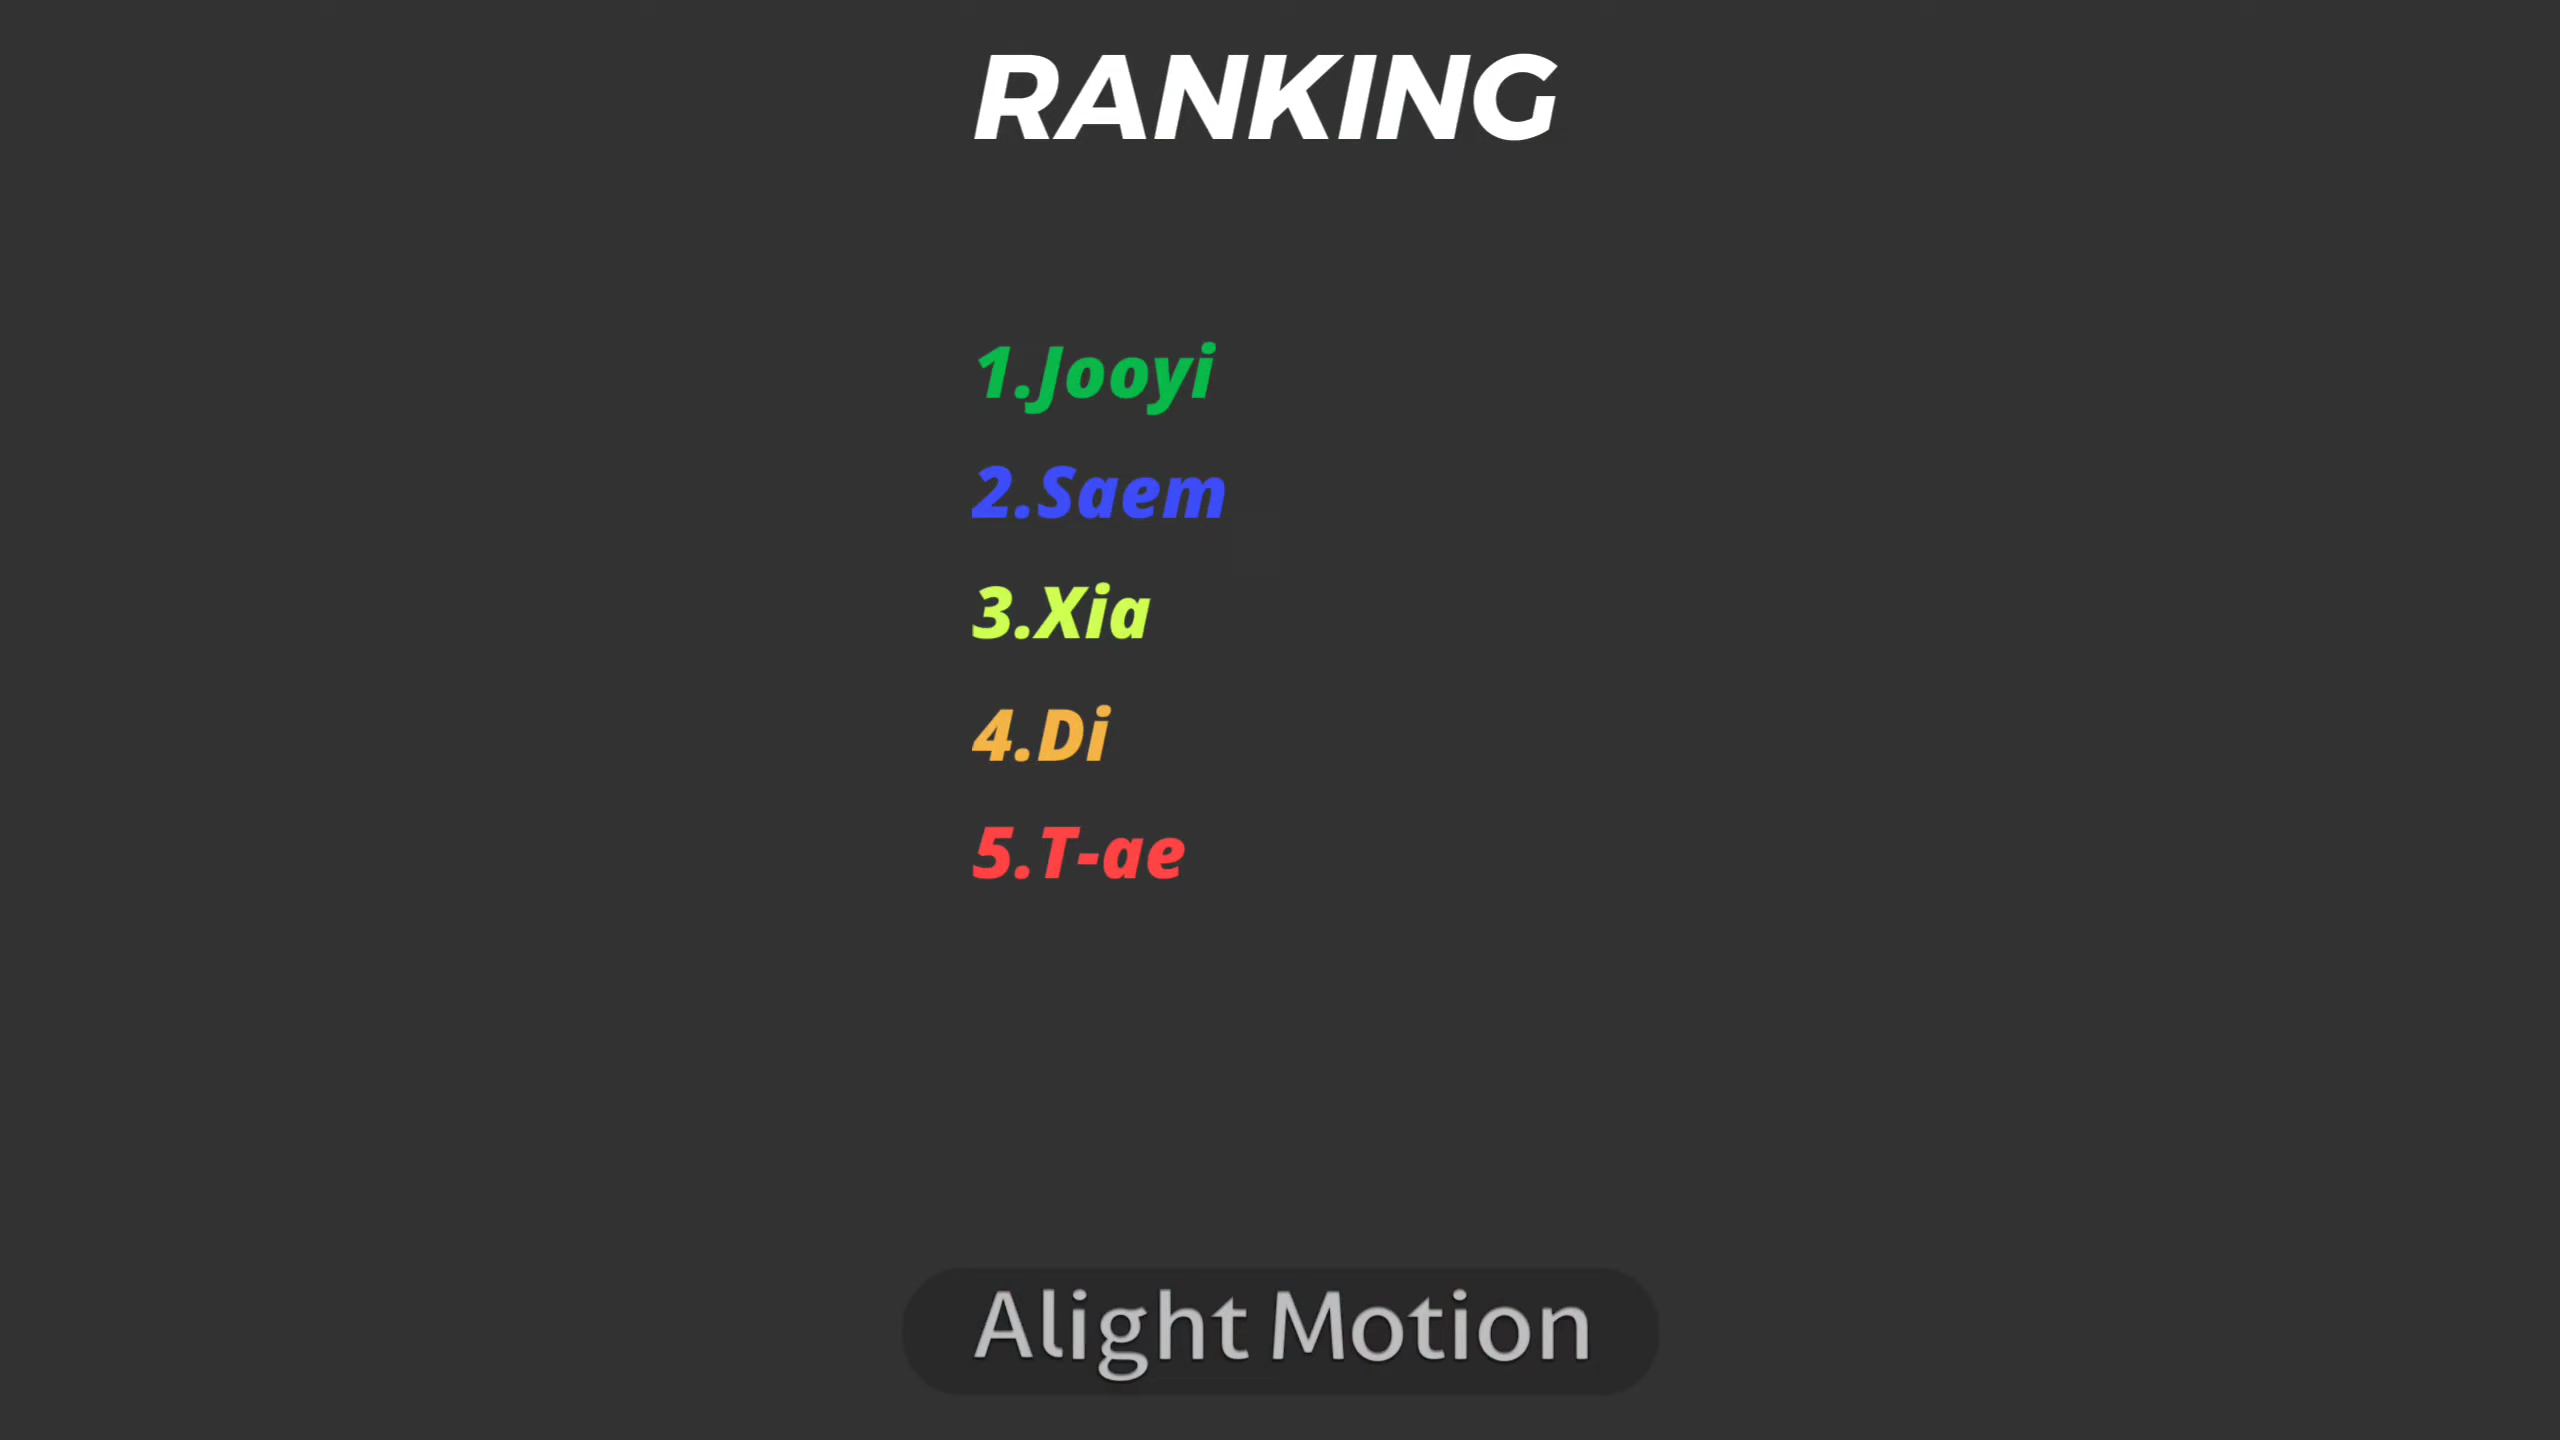 RANKING
1.Jooyi
2.Saem
3.Xia
4.Di
5.T-ae
Alight Motion